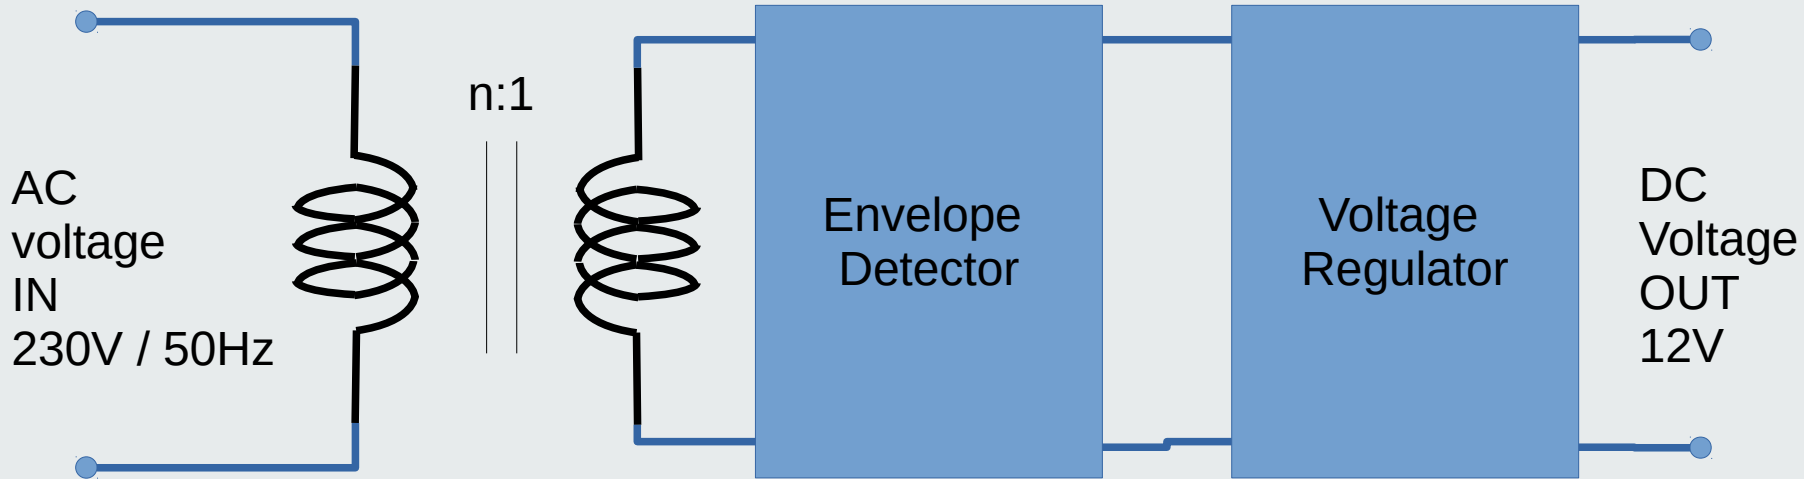 AC
voltage
IN
230V / 50Hz
n:1
Envelope
Detector
Voltage
Regulator
DC
Voltage
OUT
12V